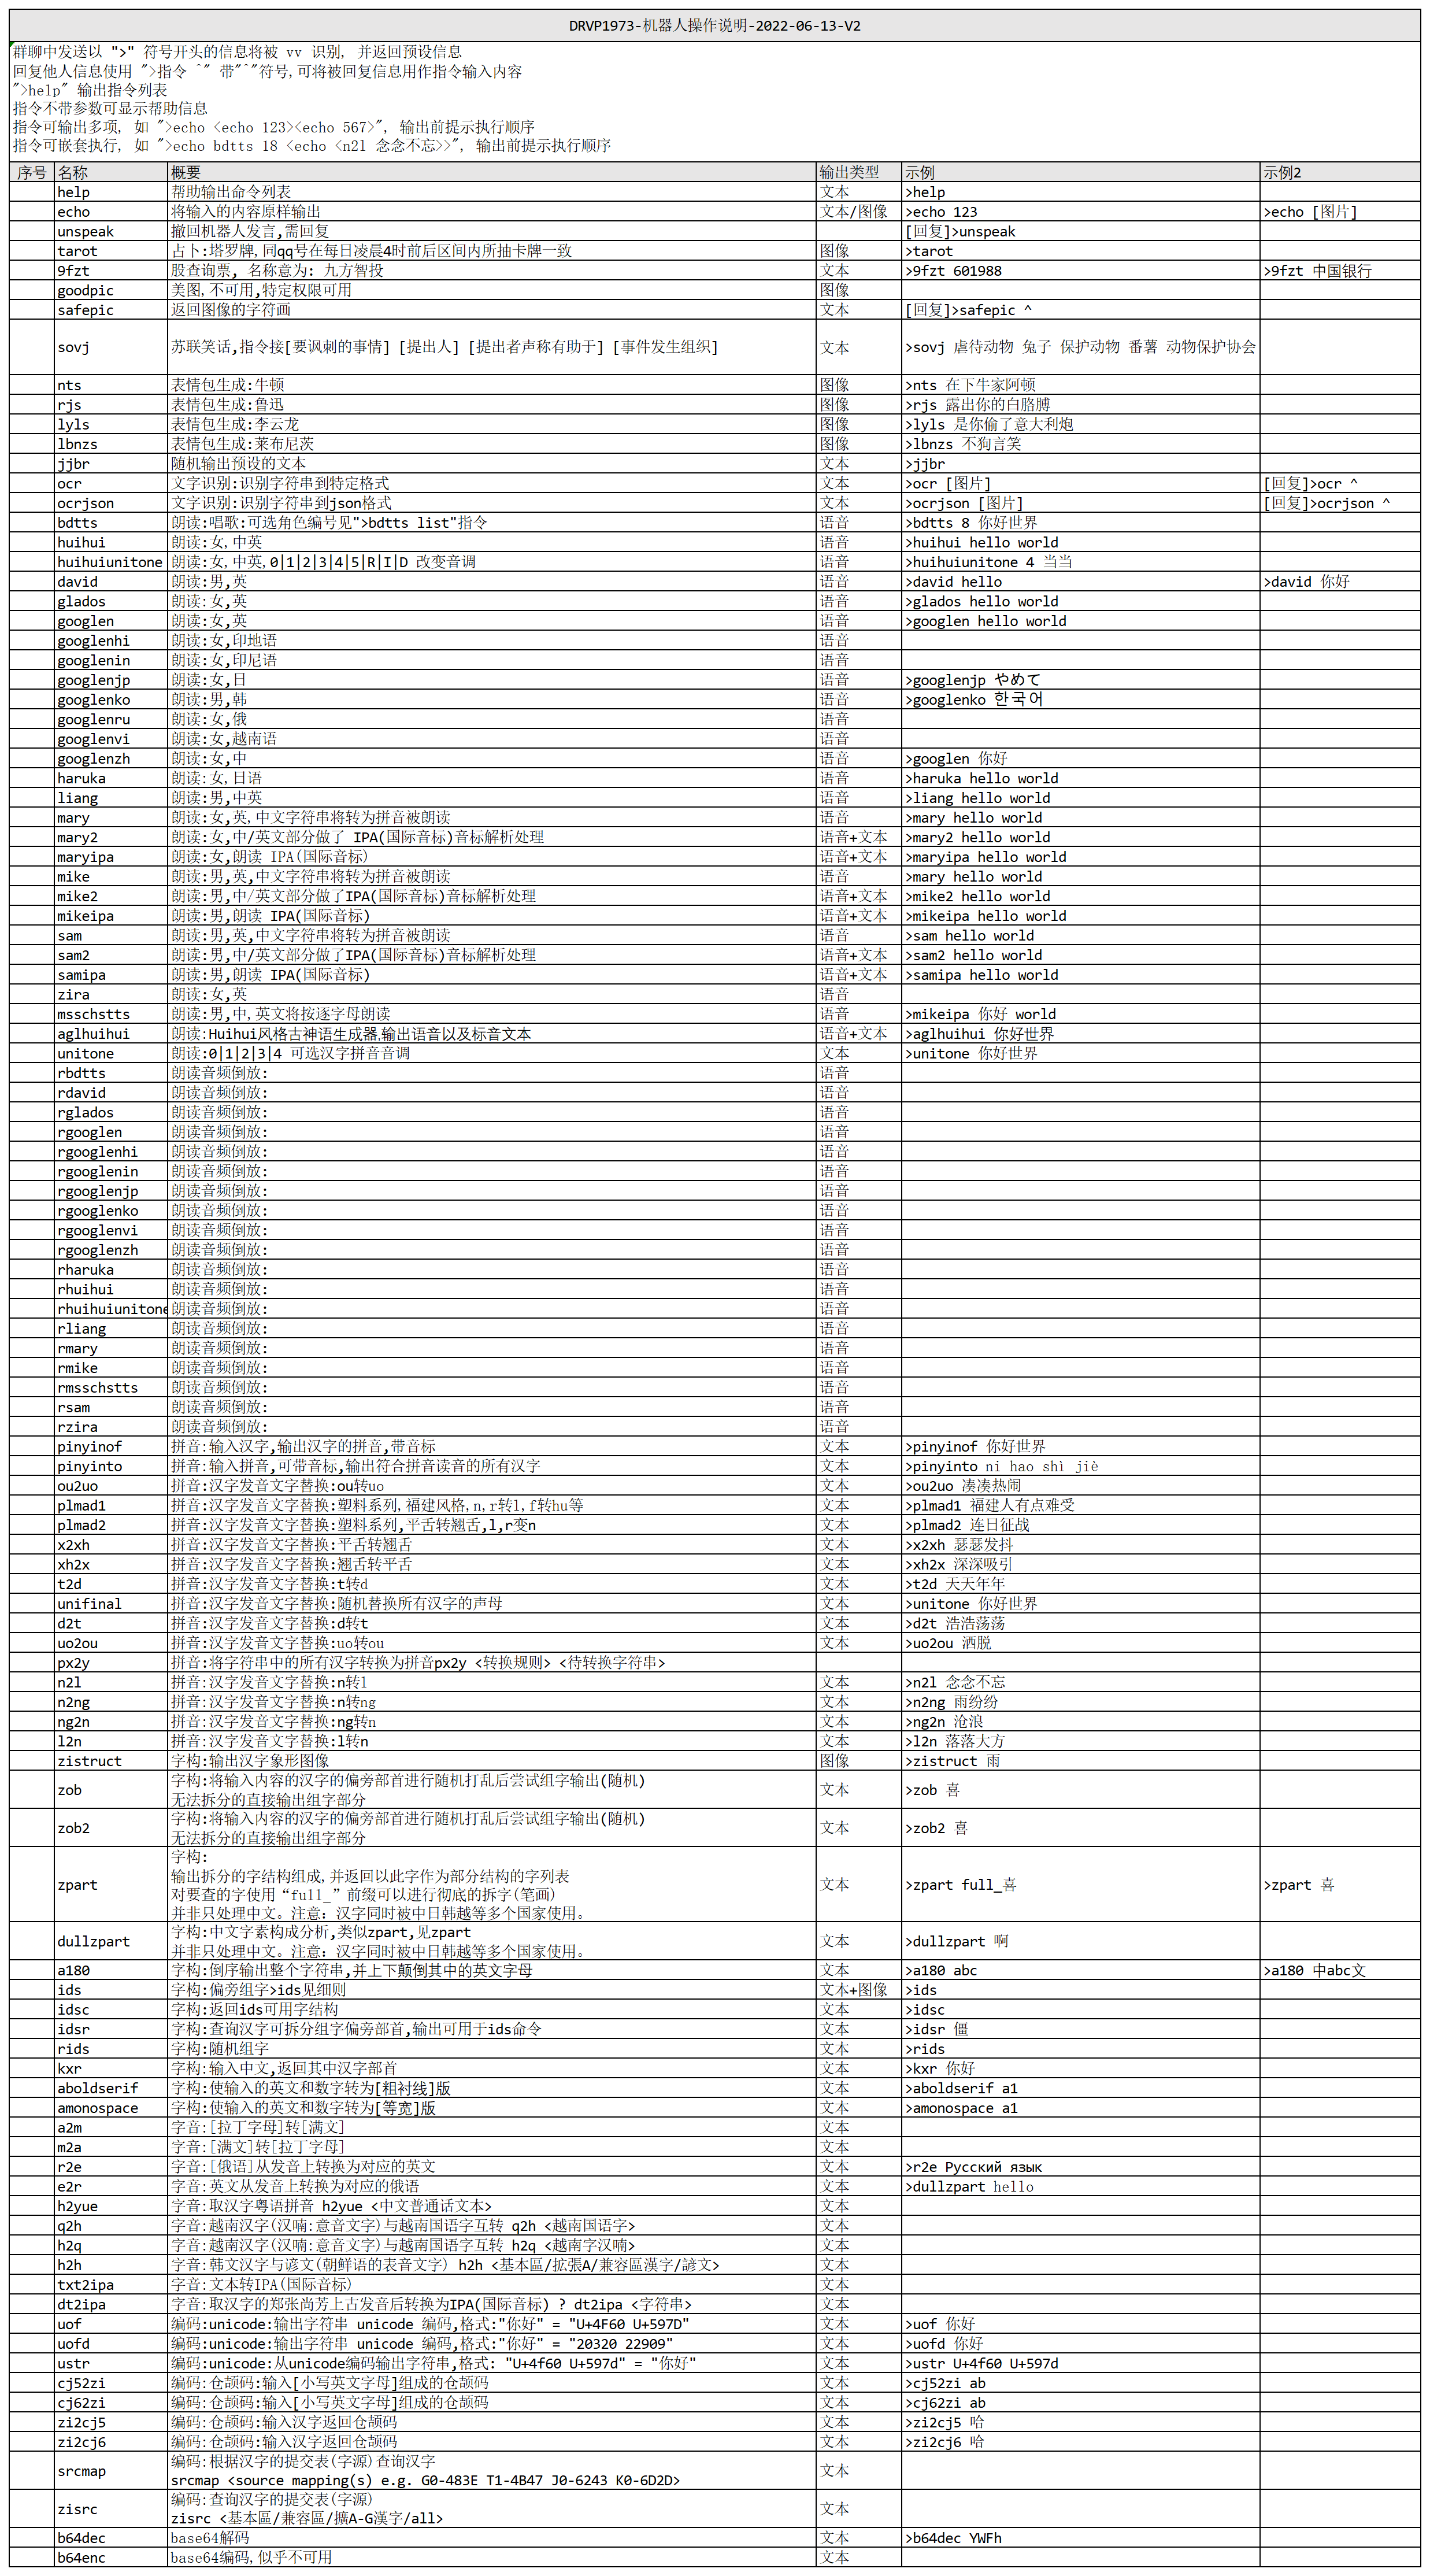 DRVP1973-机器人操作说明-2022-06-13-V2
群聊中发送以 ">" 符号开头的信息将被 vv 识别, 并返回预设信息
回复他人信息使用 ">指令 ^" 带"^"符号,可将被回复信息用作指令输入内容
">help" 输出指令列表
指令不带参数可显示帮助信息
指令可输出多项, 如 ">echo <echo 123><echo 567>", 输出前提示执行顺序
指令可嵌套执行, 如 ">echo bdtts 18 <echo <n2l 念念不忘>>", 输出前提示执行顺序
序号 名称 概要 输出类型 示例 示例2
help 帮助输出命令列表 文本 >help
echo 将输入的内容原样输出 文本/图像 >echo 123 >echo [图片]
unspeak 撤回机器人发言,需回复 [回复]>unspeak
tarot 占卜:塔罗牌,同qq号在每日凌晨4时前后区间内所抽卡牌一致 图像 >tarot
9fzt 股查询票, 名称意为: 九方智投 文本 >9fzt 601988 >9fzt 中国银行
goodpic 美图,不可用,特定权限可用 图像
safepic 返回图像的字符画 文本 [回复]>safepic ^
sovj 苏联笑话,指令接[要讽刺的事情] [提出人] [提出者声称有助于] [事件发生组织] 文本 >sovj 虐待动物 兔子 保护动物 番薯 动物保护协会
nts 表情包生成:牛顿 图像 >nts 在下牛家阿顿
rjs 表情包生成:鲁迅 图像 >rjs 露出你的白胳膊
lyls 表情包生成:李云龙 图像 >lyls 是你偷了意大利炮
lbnzs 表情包生成:莱布尼茨 图像 >lbnzs 不狗言笑
jjbr 随机输出预设的文本 文本 >jjbr
ocr 文字识别:识别字符串到特定格式 文本 >ocr [图片] [回复]>ocr ^
ocrjson 文字识别:识别字符串到json格式 文本 >ocrjson [图片] [回复]>ocrjson ^
bdtts 朗读:唱歌:可选角色编号见">bdtts list"指令 语音 >bdtts 8 你好世界
huihui 朗读:女,中英 语音 >huihui hello world
huihuiunitone 朗读:女,中英,0|1|2|3|4|5|R|I|D 改变音调 语音 >huihuiunitone 4 当当
david 朗读:男,英 语音 >david hello >david 你好
glados 朗读:女,英 语音 >glados hello world
googlen 朗读:女,英 语音 >googlen hello world
googlenhi 朗读:女,印地语 语音
googlenin 朗读:女,印尼语 语音
googlenjp 朗读:女,日 语音 >googlenjp やめて
googlenko 朗读:男,韩 语音 >googlenko 한국어
googlenru 朗读:女,俄 语音
googlenvi 朗读:女,越南语 语音
googlenzh 朗读:女,中 语音 >googlen 你好
haruka 朗读:女,日语 语音 >haruka hello world
liang 朗读:男,中英 语音 >liang hello world
mary 朗读:女,英,中文字符串将转为拼音被朗读 语音 >mary hello world
mary2 朗读:女,中/英文部分做了 IPA(国际音标)音标解析处理 语音+文本 >mary2 hello world
maryipa 朗读:女,朗读 IPA(国际音标) 语音+文本 >maryipa hello world
mike 朗读:男,英,中文字符串将转为拼音被朗读 语音 >mary hello world
mike2 朗读:男,中/英文部分做了IPA(国际音标)音标解析处理 语音+文本 >mike2 hello world
mikeipa 朗读:男,朗读 IPA(国际音标) 语音+文本 >mikeipa hello world
sam 朗读:男,英,中文字符串将转为拼音被朗读 语音 >sam hello world
sam2 朗读:男,中/英文部分做了IPA(国际音标)音标解析处理 语音+文本 >sam2 hello world
samipa 朗读:男,朗读 IPA(国际音标) 语音+文本 >samipa hello world
zira 朗读:女,英 语音
msschstts 朗读:男,中,英文将按逐字母朗读 语音 >mikeipa 你好 world
aglhuihui 朗读:Huihui风格古神语生成器,输出语音以及标音文本 语音+文本 >aglhuihui 你好世界
unitone 朗读:0|1|2|3|4 可选汉字拼音音调 文本 >unitone 你好世界
rbdtts 朗读音频倒放: 语音
rdavid 朗读音频倒放: 语音
rglados 朗读音频倒放: 语音
rgooglen 朗读音频倒放: 语音
rgooglenhi 朗读音频倒放: 语音
rgooglenin 朗读音频倒放: 语音
rgooglenjp 朗读音频倒放: 语音
rgooglenko 朗读音频倒放: 语音
rgooglenvi 朗读音频倒放: 语音
rgooglenzh 朗读音频倒放: 语音
rharuka 朗读音频倒放: 语音
rhuihui 朗读音频倒放: 语音
rhuihuiunitone 朗读音频倒放: 语音
rliang 朗读音频倒放: 语音
rmary 朗读音频倒放: 语音
rmike 朗读音频倒放: 语音
rmsschstts 朗读音频倒放: 语音
rsam 朗读音频倒放: 语音
rzira 朗读音频倒放: 语音
pinyinof 拼音:输入汉字,输出汉字的拼音,带音标 文本 >pinyinof 你好世界
pinyinto 拼音:输入拼音,可带音标,输出符合拼音读音的所有汉字 文本 >pinyinto ni hao shì jiè
ou2uo 拼音:汉字发音文字替换:ou转uo 文本 >ou2uo 凑凑热闹
plmad1 拼音:汉字发音文字替换:塑料系列,福建风格,n,r转l,f转hu等 文本 >plmad1 福建人有点难受
plmad2 拼音:汉字发音文字替换:塑料系列,平舌转翘舌,l,r变n 文本 >plmad2 连日征战
x2xh 拼音:汉字发音文字替换:平舌转翘舌 文本 >x2xh 瑟瑟发抖
xh2x 拼音:汉字发音文字替换:翘舌转平舌 文本 >xh2x 深深吸引
t2d 拼音:汉字发音文字替换:t转d 文本 >t2d 天天年年
unifinal 拼音:汉字发音文字替换:随机替换所有汉字的声母 文本 >unitone 你好世界
d2t 拼音:汉字发音文字替换:d转t 文本 >d2t 浩浩荡荡
uo2ou 拼音:汉字发音文字替换:uo转ou 文本 >uo2ou 洒脱
px2y 拼音:将字符串中的所有汉字转换为拼音px2y <转换规则> <待转换字符串>
n2l 拼音:汉字发音文字替换:n转l 文本 >n2l 念念不忘
n2ng 拼音:汉字发音文字替换:n转ng 文本 >n2ng 雨纷纷
ng2n 拼音:汉字发音文字替换:ng转n 文本 >ng2n 沧浪
l2n 拼音:汉字发音文字替换:l转n 文本 >l2n 落落大方
zistruct 字构:输出汉字象形图像 图像 >zistruct 雨
zob 字构:将输入内容的汉字的偏旁部首进行随机打乱后尝试组字输出(随机) 文本 >zob 喜
无法拆分的直接输出组字部分
zob2 字构:将输入内容的汉字的偏旁部首进行随机打乱后尝试组字输出(随机) 文本 >zob2 喜
无法拆分的直接输出组字部分
字构:
输出拆分的字结构组成,并返回以此字作为部分结构的字列表
zpart 对要查的字使用“full_”前缀可以进行彻底的拆字(笔画) 文本 >zpart full_喜 >zpart 喜
并非只处理中文。注意: 汉字同时被中日韩越等多个国家使用。
dullzpart 字构:中文字素构成分析,类似zpart,见zpart 文本 >dullzpart 啊
并非只处理中文。注意: 汉字同时被中日韩越等多个国家使用。
a180 字构:倒序输出整个字符串,并上下颠倒其中的英文字母 文本 >a180 abc >a180 中abc文
ids 字构:偏旁组字>ids见细则 文本+图像 >ids
idsc 字构:返回ids可用字结构 文本 >idsc
idsr 字构:查询汉字可拆分组字偏旁部首,输出可用于ids命令 文本 >idsr 僵
rids 字构:随机组字 文本 >rids
kxr 字构:输入中文,返回其中汉字部首 文本 >kxr 你好
aboldserif 字构:使输入的英文和数字转为[粗衬线]版 文本 >aboldserif a1
amonospace 字构:使输入的英文和数字转为[等宽]版 文本 >amonospace a1
a2m 字音:[拉丁字母]转[满文] 文本
m2a 字音:[满文]转[拉丁字母] 文本
r2e 字音:[俄语]从发音上转换为对应的英文 文本 >r2e Русский язык
e2r 字音:英文从发音上转换为对应的俄语 文本 >dullzpart hello
h2yue 字音:取汉字粤语拼音 h2yue <中文普通话文本> 文本
q2h 字音:越南汉字(汉喃:意音文字)与越南国语字互转 q2h <越南国语字> 文本
h2q 字音:越南汉字(汉喃:意音文字)与越南国语字互转 h2q <越南字汉喃> 文本
h2h 字音:韩文汉字与谚文(朝鲜语的表音文字) h2h <基本區/拡張A/兼容區漢字/諺文> 文本
txt2ipa 字音:文本转IPA(国际音标) 文本
dt2ipa 字音:取汉字的郑张尚芳上古发音后转换为IPA(国际音标) ? dt2ipa <字符串> 文本
uof 编码:unicode:输出字符串 unicode 编码,格式:"你好" = "U+4F60 U+597D" 文本 >uof 你好
uofd 编码:unicode:输出字符串 unicode 编码,格式:"你好" = "20320 22909" 文本 >uofd 你好
ustr 编码:unicode:从unicode编码输出字符串,格式: "U+4f60 U+597d" = "你好" 文本 >ustr U+4f60 U+597d
cj52zi 编码:仓颉码:输入[小写英文字母]组成的仓颉码 文本 >cj52zi ab
cj62zi 编码:仓颉码:输入[小写英文字母]组成的仓颉码 文本 >cj62zi ab
zi2cj5 编码:仓颉码:输入汉字返回仓颉码 文本 >zi2cj5 哈
zi2cj6 编码:仓颉码:输入汉字返回仓颉码 文本 >zi2cj6 哈
srcmap 编码:根据汉字的提交表(字源)查询汉字 文本
srcmap <source mapping(s) e.g. G0-483E T1-4B47 J0-6243 K0-6D2D>
zisrc 编码:查询汉字的提交表(字源) 文本
zisrc <基本區/兼容區/擴A-G漢字/all>
b64dec base64解码 文本 >b64dec YWFh
b64enc base64编码,似乎不可用 文本